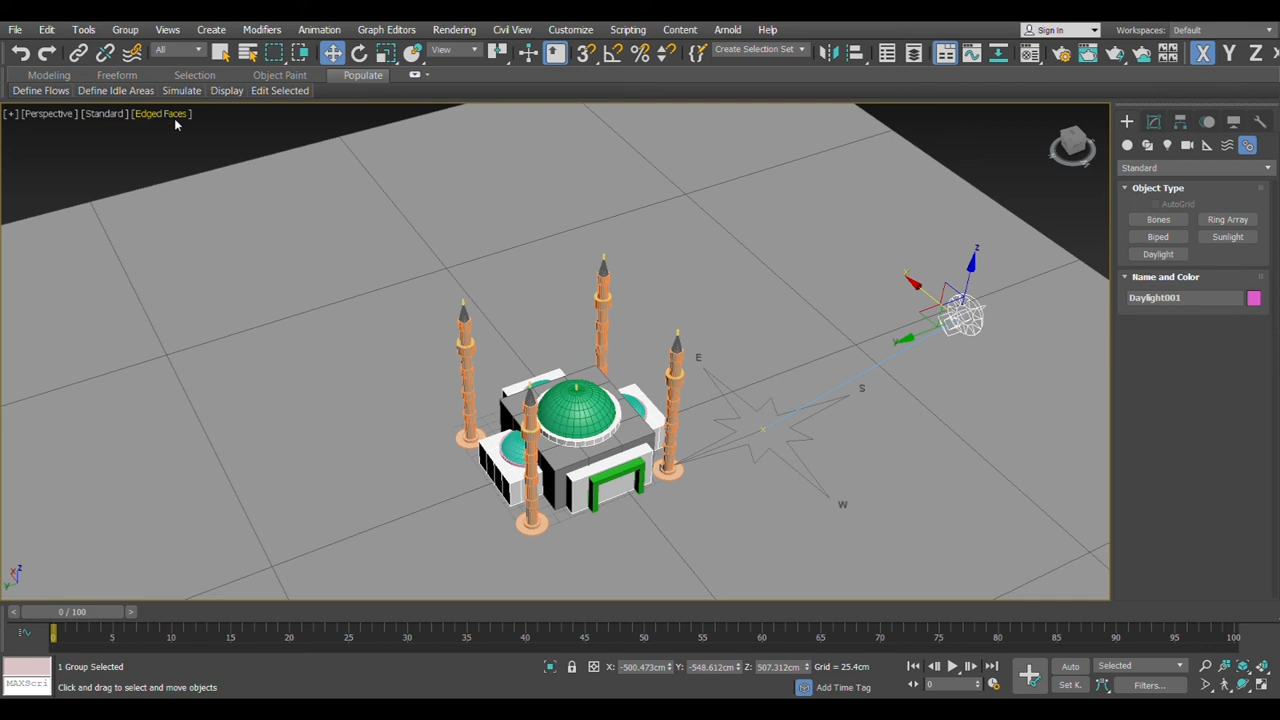 File Edit Tools Group Views Create Modifiers Animation Graph Editors Rendering Civil View Customize Scripting Content Arnold Help Sign In Workspaces: Default
All View Create Selection Set X Y Z
Modeling Freeform Selection Object Paint Populate
Define Flows Define Idle Areas Simulate Display Edit Selected
[+] [Perspective ] [Standard ] [Edged Faces ]
Standard
Object Type
AutoGrid
Bones Ring Array
Biped Sunlight
Daylight
Name and Color
Daylight001
z
x
y
E
S
W
z
x
y
< 0 / 100 >
0 5 10 15 20 25 30 35 40 45 50 55 60 65 70 75 80 85 90 95 100
1 Group Selected X: -500.473cm Y: -548.612cm Z: 507.312cm Grid = 25.4cm Auto Selected
MAXScri Click and drag to select and move objects Add Time Tag 0 Set K. Filters...